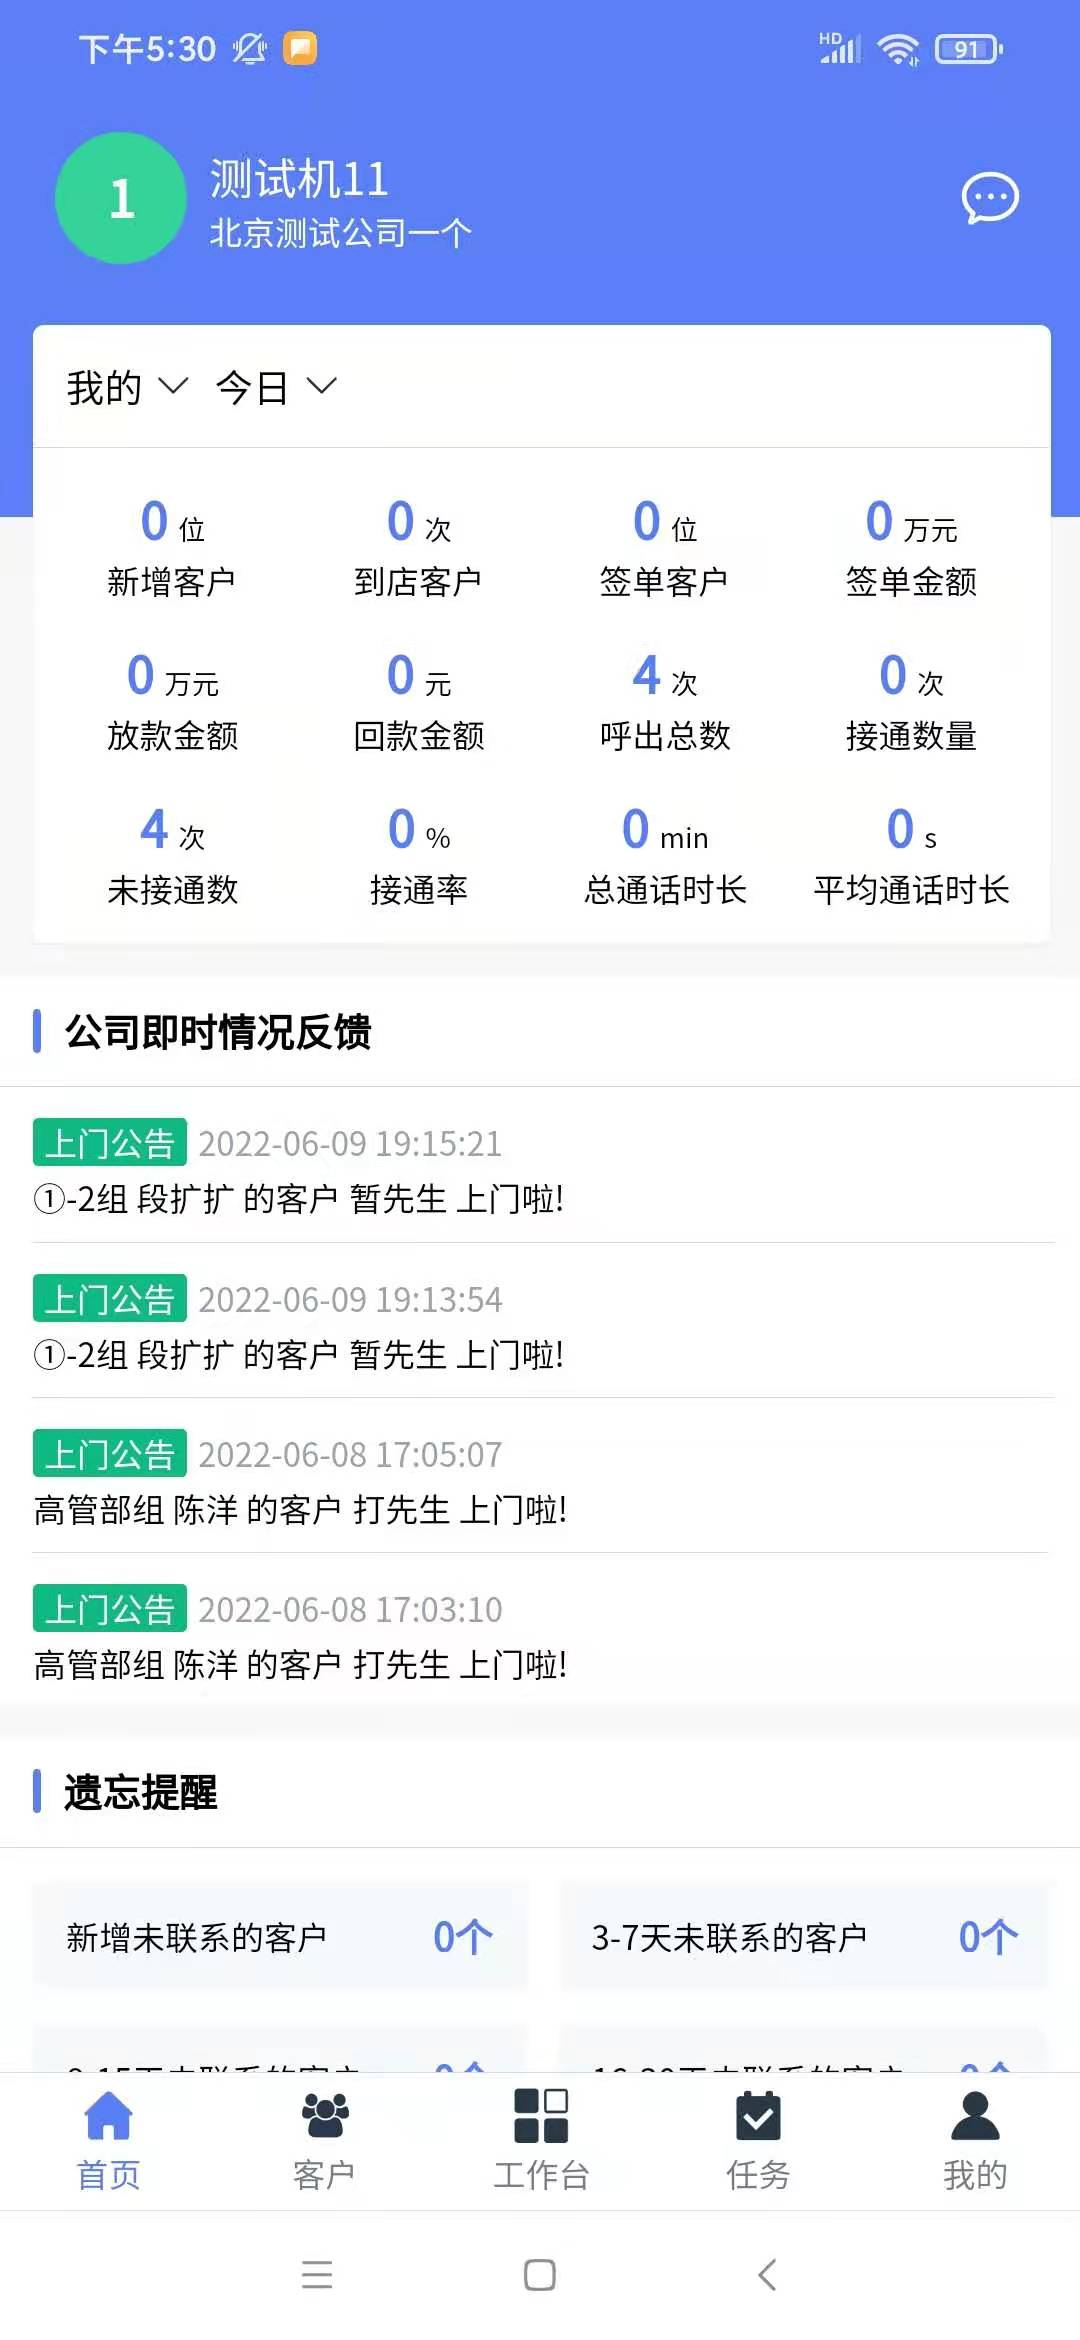 下午5:30 HD 91
1
测试机11
北京测试公司一个
我的 今日
0 位 0 次 0 位 0 万元
新增客户 到店客户 签单客户 签单金额
0 万元 0 元 4 次 0 次
放款金额 回款金额 呼出总数 接通数量
4 次 0 % 0 min 0 s
未接通数 接通率 总通话时长 平均通话时长
公司即时情况反馈
上门公告 2022-06-09 19:15:21
①-2组 段扩扩 的客户 暂先生 上门啦!
上门公告 2022-06-09 19:13:54
①-2组 段扩扩 的客户 暂先生 上门啦!
上门公告 2022-06-08 17:05:07
高管部组 陈洋 的客户 打先生 上门啦!
上门公告 2022-06-08 17:03:10
高管部组 陈洋 的客户 打先生 上门啦!
遗忘提醒
新增未联系的客户 0个 3-7天未联系的客户 0个
首页 客户 工作台 任务 我的